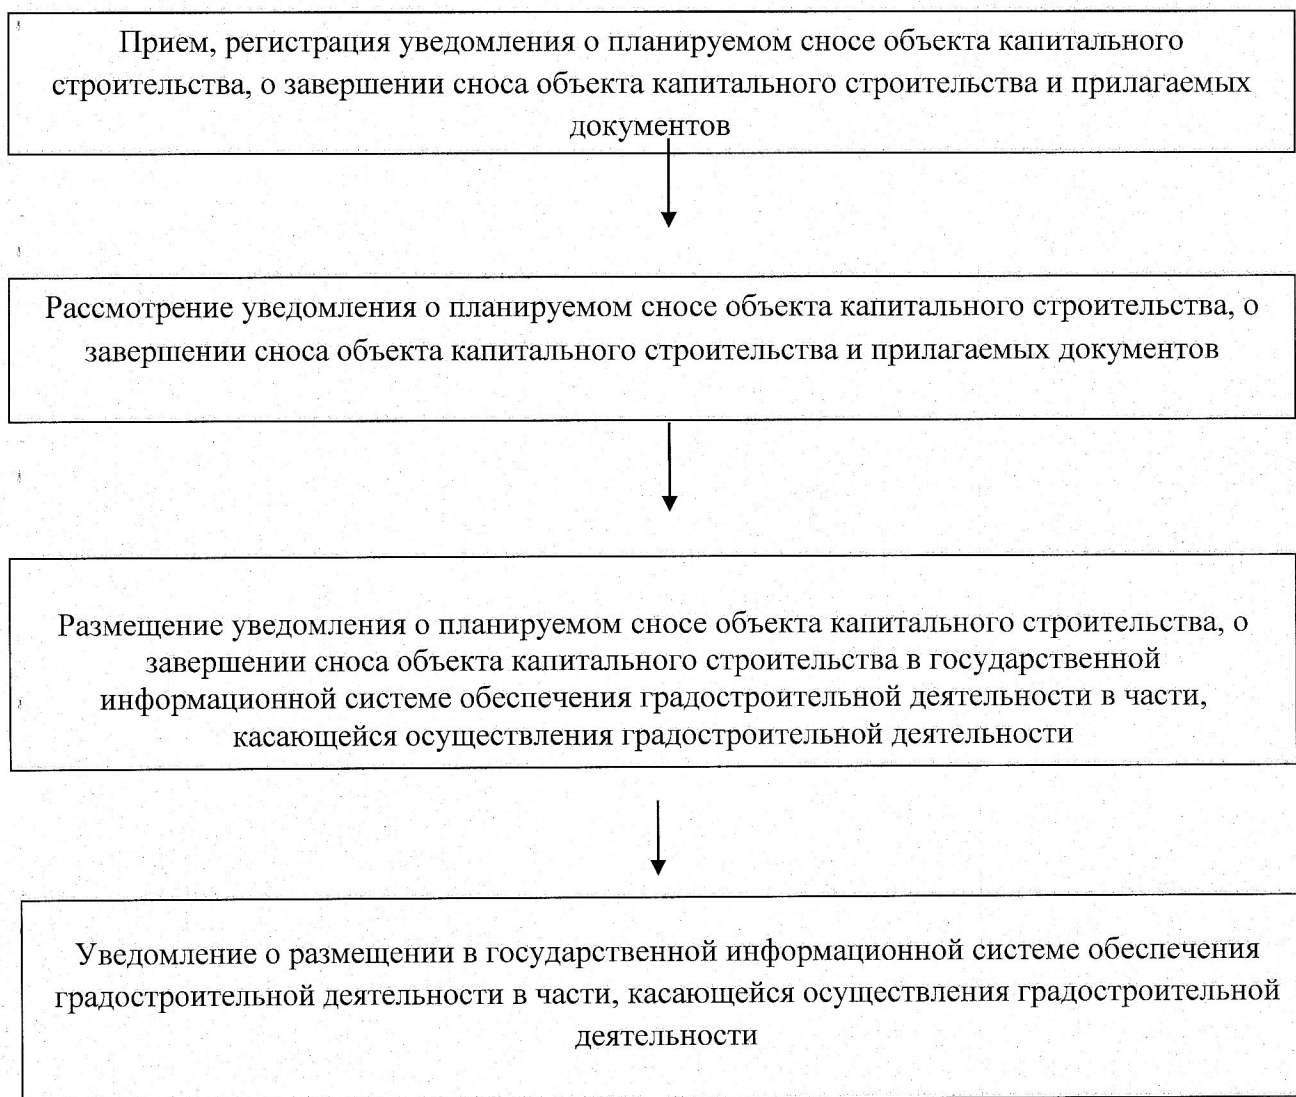 Прием, регистрация уведомления о планируемом сносе объекта капитального
строительства, о завершении сноса объекта капитального строительства и прилагаемых
документов
Рассмотрение уведомления о планируемом сносе объекта капитального строительства, о
завершении сноса объекта капитального строительства и прилагаемых документов
Размещение уведомления о планируемом сносе объекта капитального строительства, о
завершении сноса объекта капитального строительства в государственной
информационной системе обеспечения градостроительной деятельности в части,
касающейся осуществления градостроительной деятельности
Уведомление о размещении в государственной информационной системе обеспечения
градостроительной деятельности в части, касающейся осуществления градостроительной
деятельности